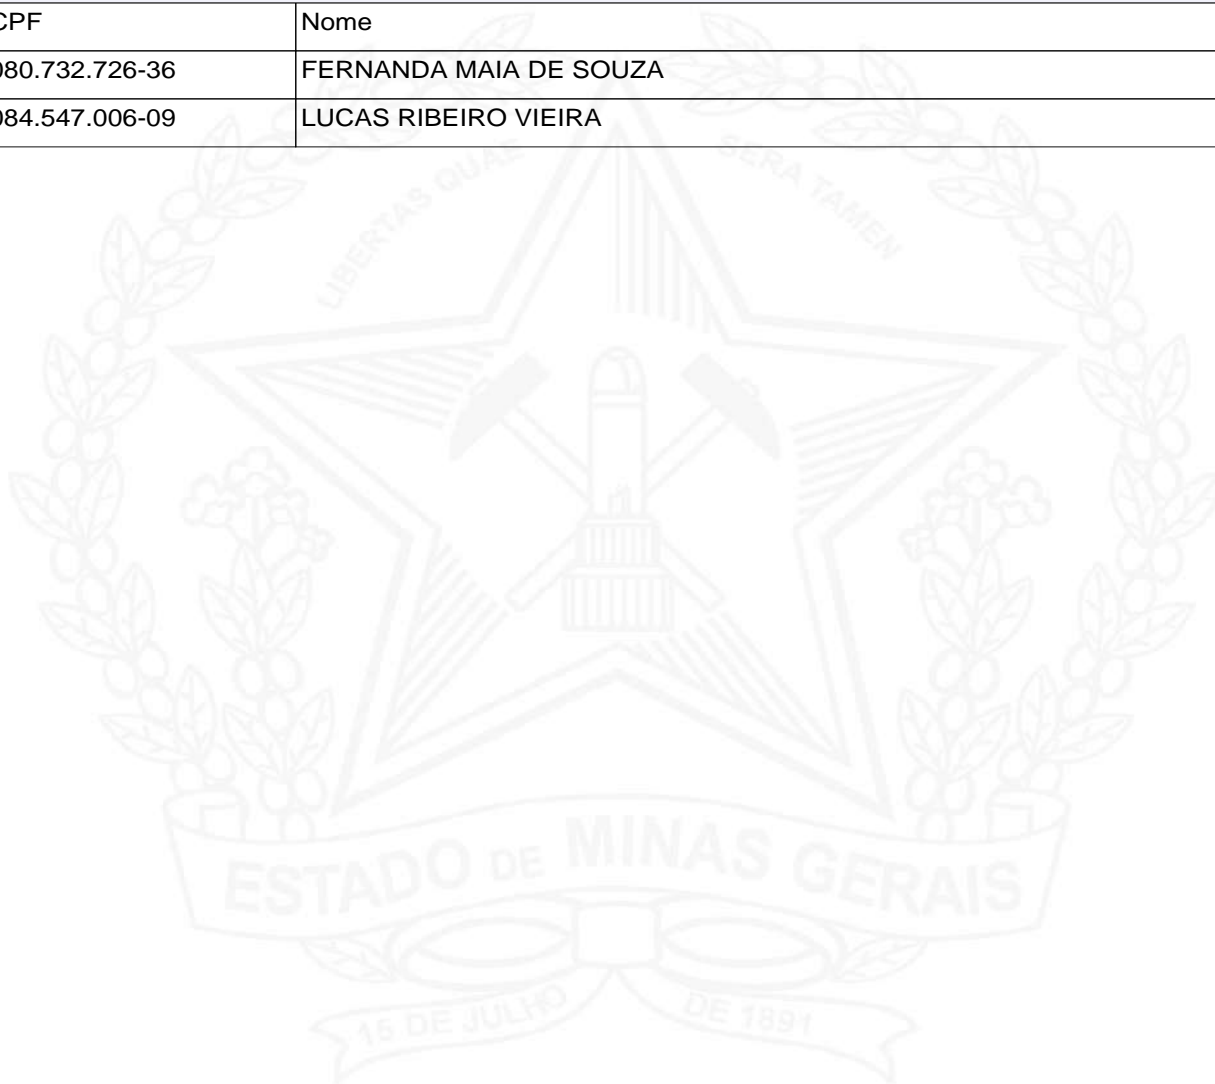 CPF Nome
080.732.726-36 FERNANDA MAIA DE SOUZA
084.547.006-09 LUCAS RIBEIRO VIEIRA
LIBERTAS QUAE SERA TAMEN
ESTADO DE MINAS GERAIS
15 DE JULHO DE 1891